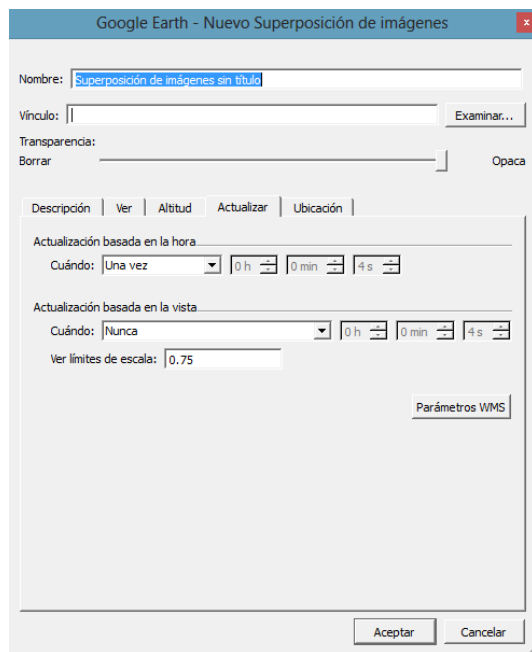 Google Earth - Nuevo Superposición de imágenes
x
Nombre: Superposición de imágenes sin título
Vínculo: Examinar...
Transparencia:
Borrar Opaca
Descripción Ver Altitud Actualizar Ubicación
Actualización basada en la hora
Cuándo: Una vez 0 h 0 min 4 s
Actualización basada en la vista
Cuándo: Nunca 0 h 0 min 4 s
Ver límites de escala: 0.75
Parámetros WMS
Aceptar Cancelar